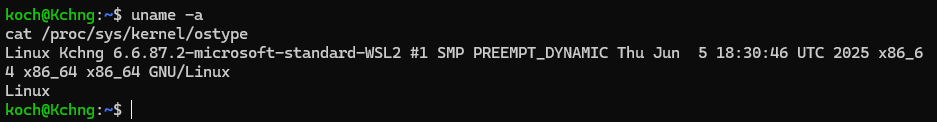 koch@Kchng:~$ uname -a
cat /proc/sys/kernel/ostype
Linux Kchng 6.6.87.2-microsoft-standard-WSL2 #1 SMP PREEMPT_DYNAMIC Thu Jun  5 18:30:46 UTC 2025 x86_6
4 x86_64 x86_64 GNU/Linux
Linux
koch@Kchng:~$